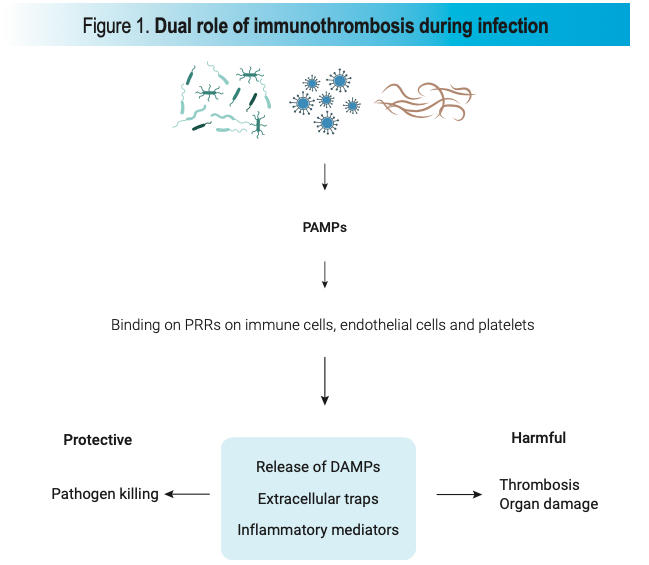 Figure 1. Dual role of immunothrombosis during infection
PAMPs
Binding on PRRs on immune cells, endothelial cells and platelets
Protective
Pathogen killing
Release of DAMPs
Extracellular traps
Inflammatory mediators
Harmful
Thrombosis
Organ damage